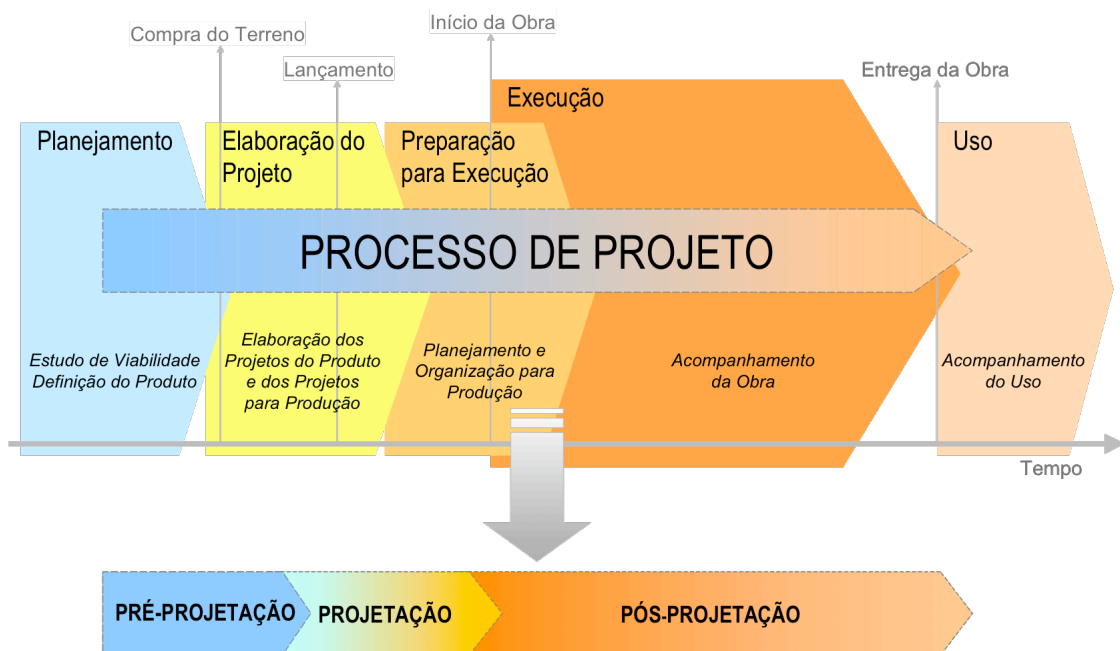 Início da Obra
Compra do Terreno
Lançamento
Entrega da Obra
Execução
Planejamento
Elaboração do
Projeto
Preparação
para Execução
Uso
PROCESSO DE PROJETO
Estudo de Viabilidade
Definição do Produto
Elaboração dos
Projetos do Produto
e dos Projetos
para Produção
Planejamento e
Organização para
Produção
Acompanhamento
da Obra
Acompanhamento
do Uso
Tempo
PRÉ-PROJETAÇÃO
PROJETAÇÃO
PÓS-PROJETAÇÃO